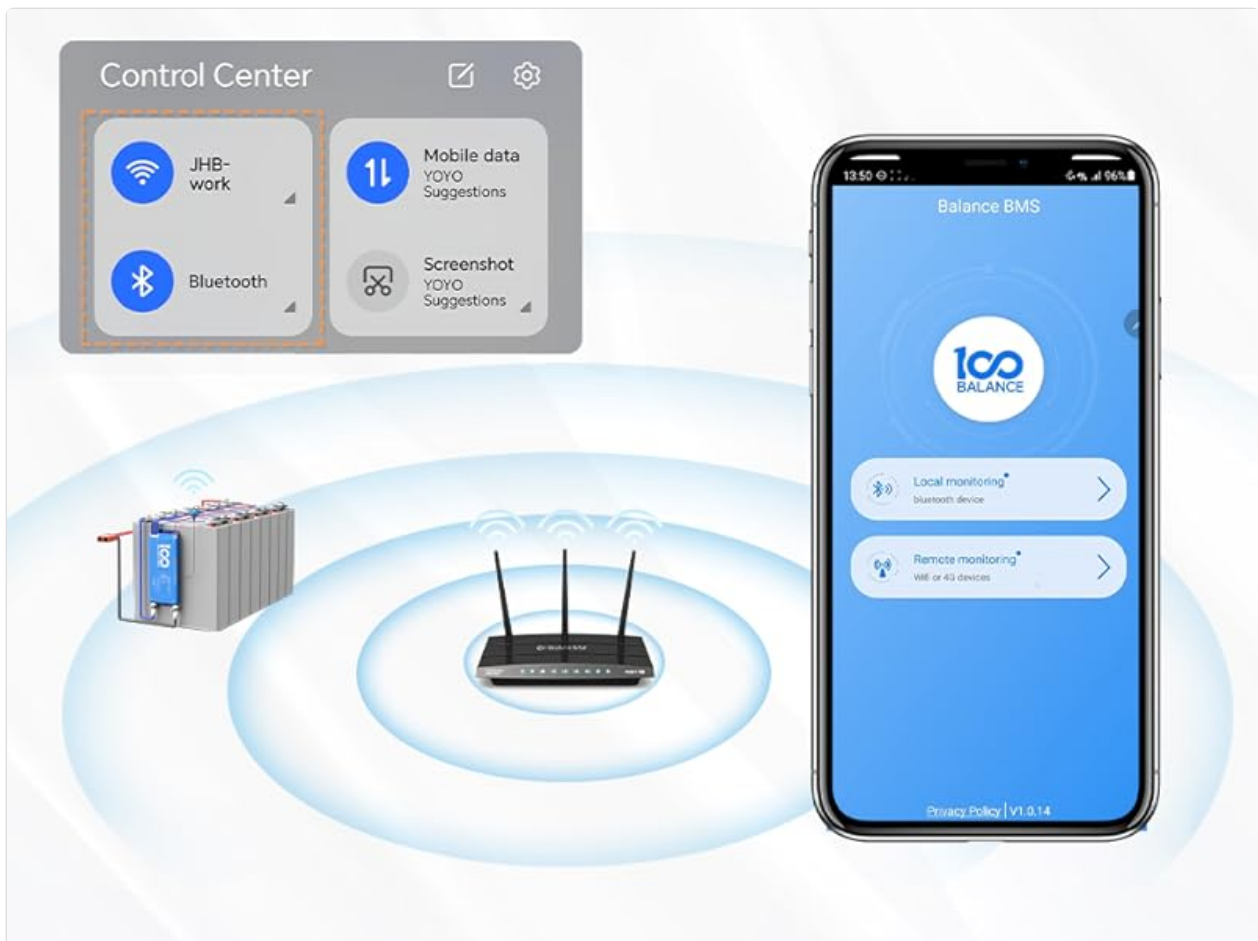 Control Center
JHB-
work
Bluetooth
Mobile data
YOYO
Suggestions
Screenshot
YOYO
Suggestions
13:50
96%
Balance BMS
100
BALANCE
Local monitoring
bluetooth device
Remote monitoring
Wifi or 4G devices
Privacy Policy | V1.0.14
100